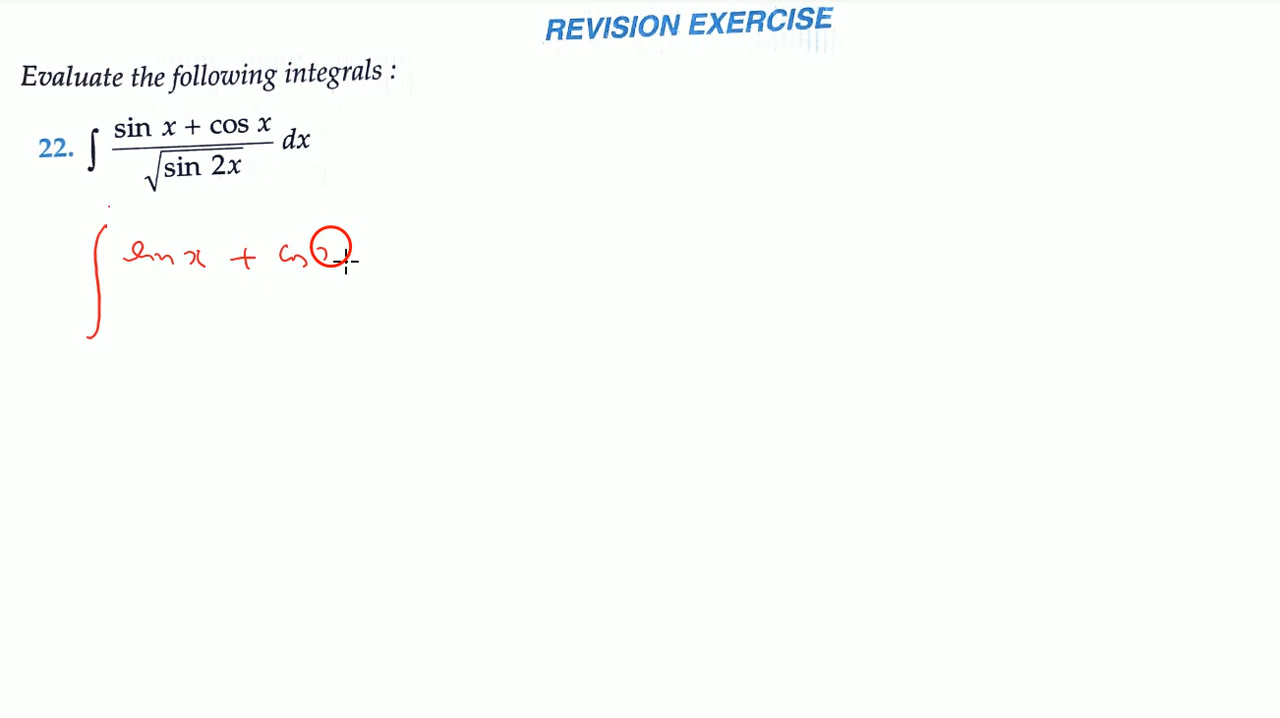 REVISION EXERCISE
Evaluate the following integrals :
22. ∫ (sin x + cos x) / √(sin 2x) dx
∫ sin x + cos x